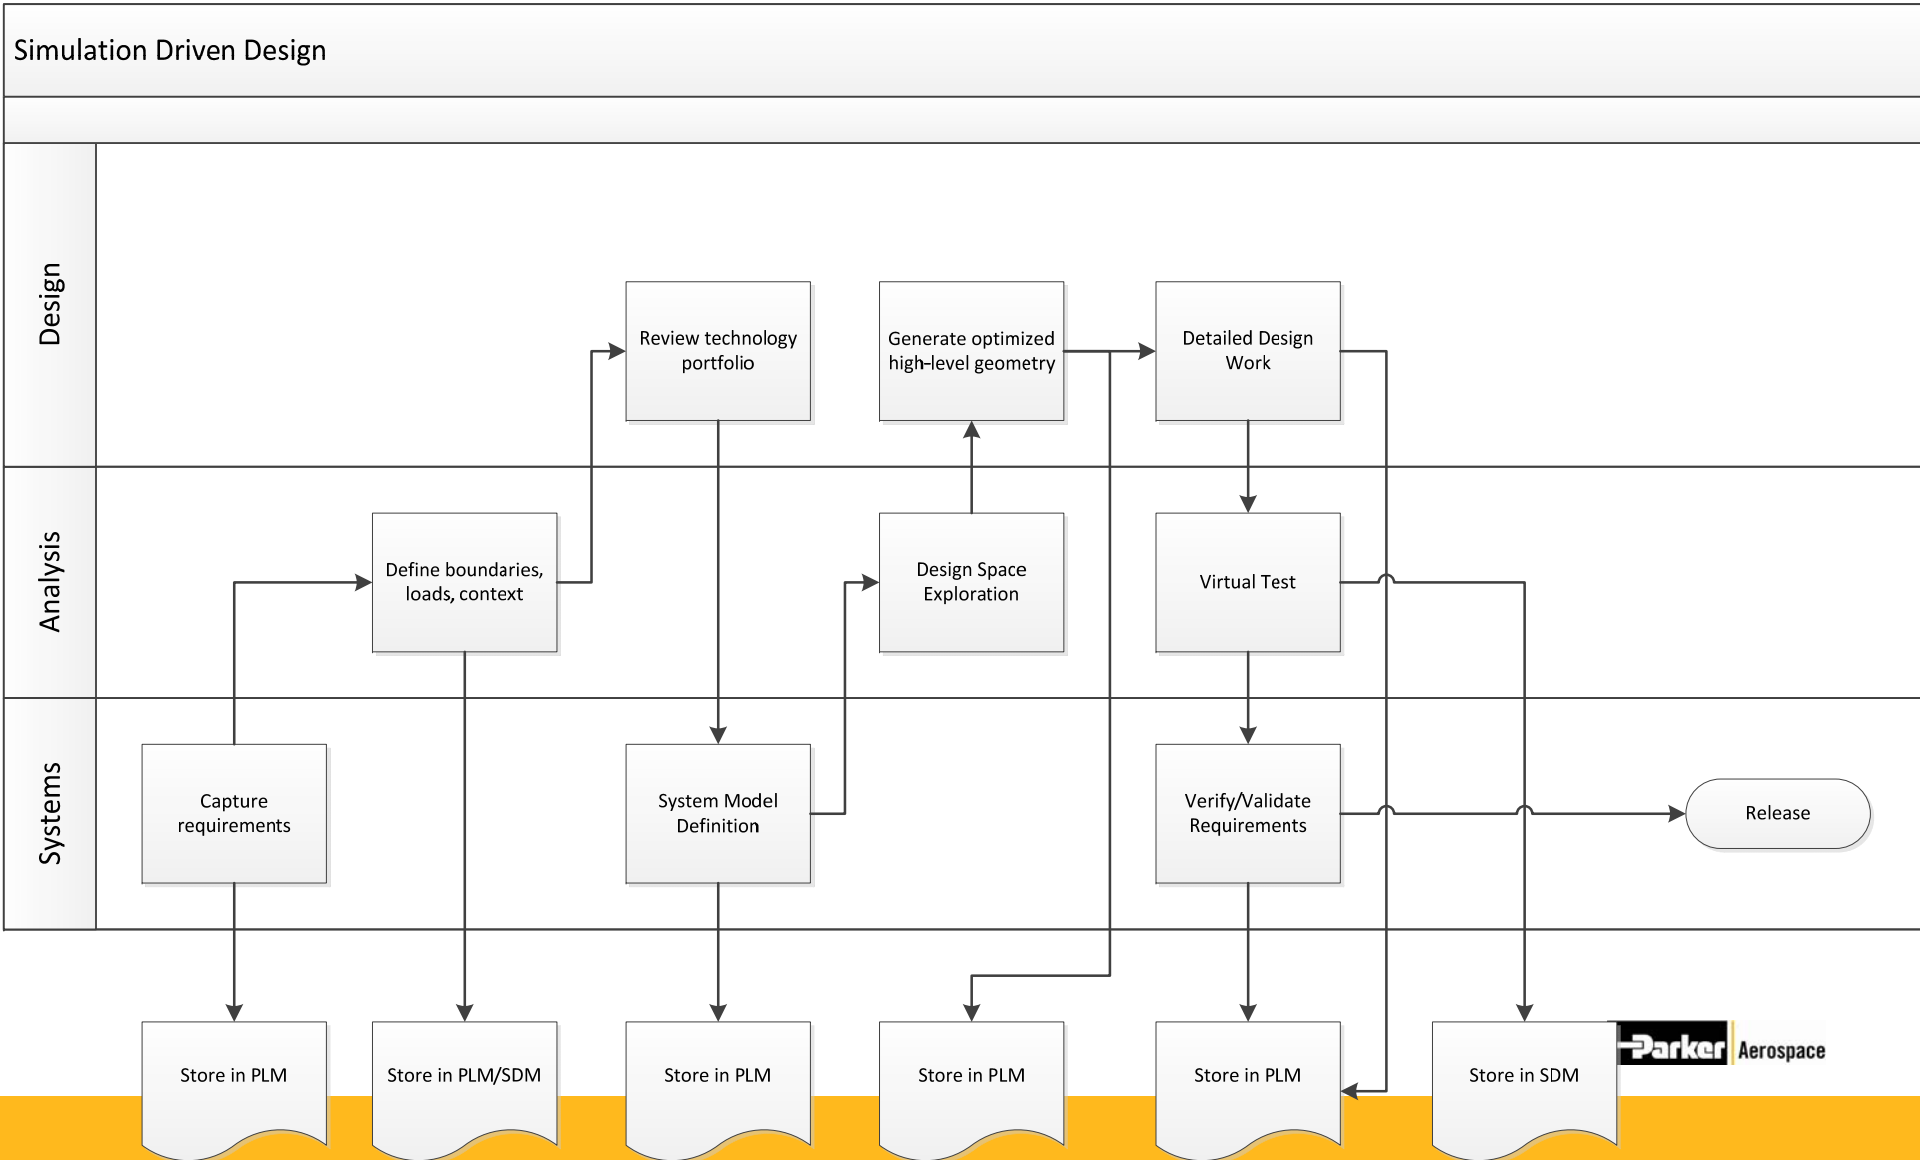 Simulation Driven Design
Design
Review technology
portfolio
Generate optimized
high-level geometry
Detailed Design
Work
Analysis
Define boundaries,
loads, context
Design Space
Exploration
Virtual Test
Systems
Capture
requirements
System Model
Definition
Verify/Validate
Requirements
Release
Store in PLM
Store in PLM/SDM
Store in PLM
Store in PLM
Store in PLM
Store in SDM
Parker
Aerospace